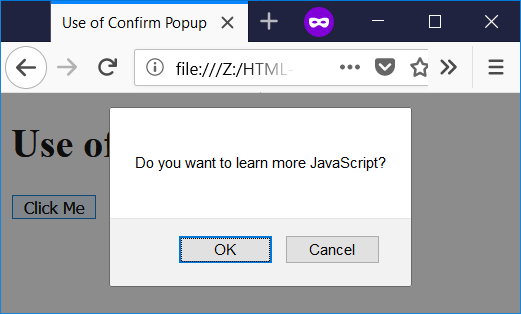 Use of Confirm Popup
file:///Z:/HTML-
Use of
Do you want to learn more JavaScript?
Click Me
OK
Cancel